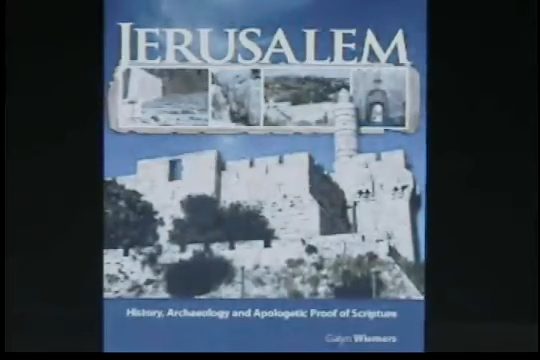 JERUSALEM
History, Archaeology and Apologetic Proof of Scripture
Galyn Wiemers